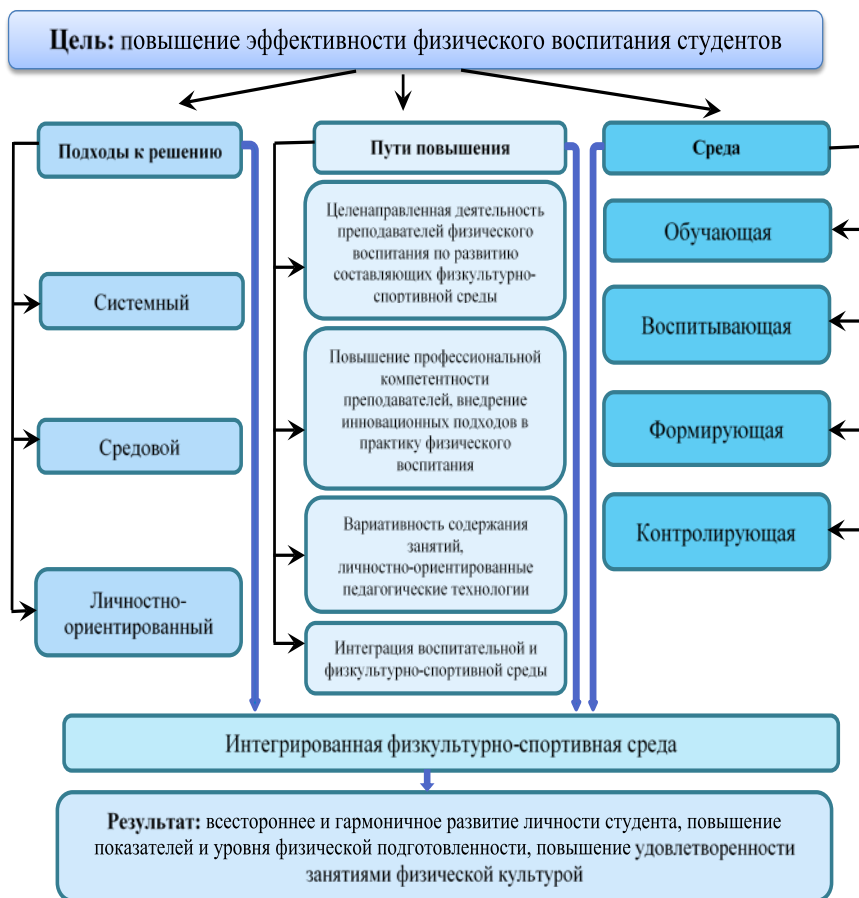 Цель: повышение эффективности физического воспитания студентов
Подходы к решению
Системный
Средовой
Личностно-
ориентированный
Пути повышения
Целенаправленная деятельность
преподавателей физического
воспитания по развитию
составляющих физкультурно-
спортивной среды
Повышение профессиональной
компетентности
преподавателей, внедрение
инновационных подходов в
практику физического
воспитания
Вариативность содержания
занятий,
личностно-ориентированные
педагогические технологии
Интеграция воспитательной и
физкультурно-спортивной среды
Среда
Обучающая
Воспитывающая
Формирующая
Контролирующая
Интегрированная физкультурно-спортивная среда
Результат: всестороннее и гармоничное развитие личности студента, повышение
показателей и уровня физической подготовленности, повышение удовлетворенности
занятиями физической культурой